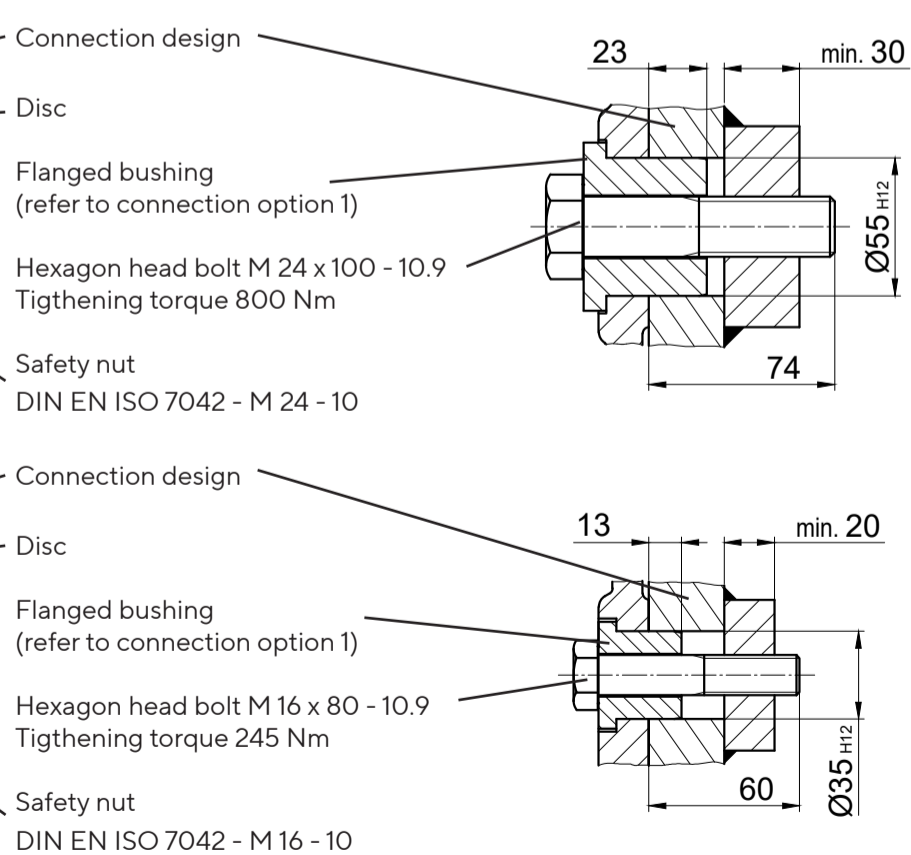 Connection design
Disc
Flanged bushing
(refer to connection option 1)
Hexagon head bolt M 24 x 100 - 10.9
Tigthening torque 800 Nm
Safety nut
DIN EN ISO 7042 - M 24 - 10
23
min. 30
Ø55 H12
74
Connection design
Disc
Flanged bushing
(refer to connection option 1)
Hexagon head bolt M 16 x 80 - 10.9
Tigthening torque 245 Nm
Safety nut
DIN EN ISO 7042 - M 16 - 10
13
min. 20
Ø35 H12
60